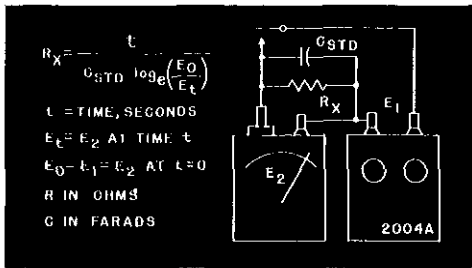 Rx = t / CSTD loge(E0/Et)
t = TIME, SECONDS
Et = E2 AT TIME t
E0 = E1 = E2 AT t=0
R IN OHMS
C IN FARADS
CSTD
RX
E1
E2
2004A